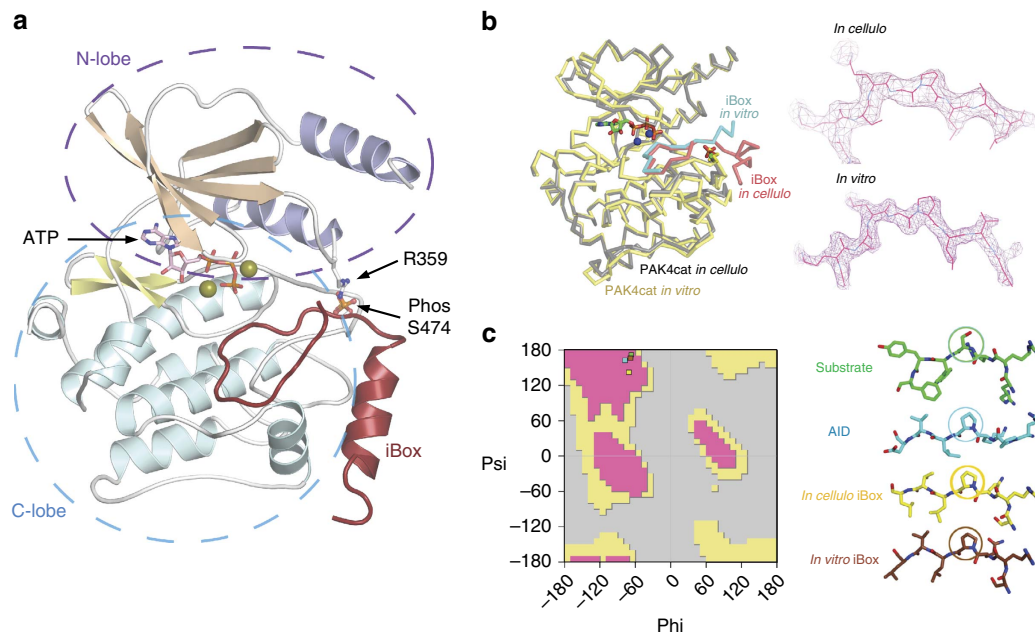 a
N-lobe
ATP
R359
Phos
S474
iBox
C-lobe
b
iBox
in vitro
iBox
in cellulo
PAK4cat in cellulo
PAK4cat in vitro
In cellulo
In vitro
c
180
120
60
0
−60
−120
−180
Psi
−180
−120
−60
0
60
120
180
Phi
Substrate
AID
In cellulo iBox
In vitro iBox